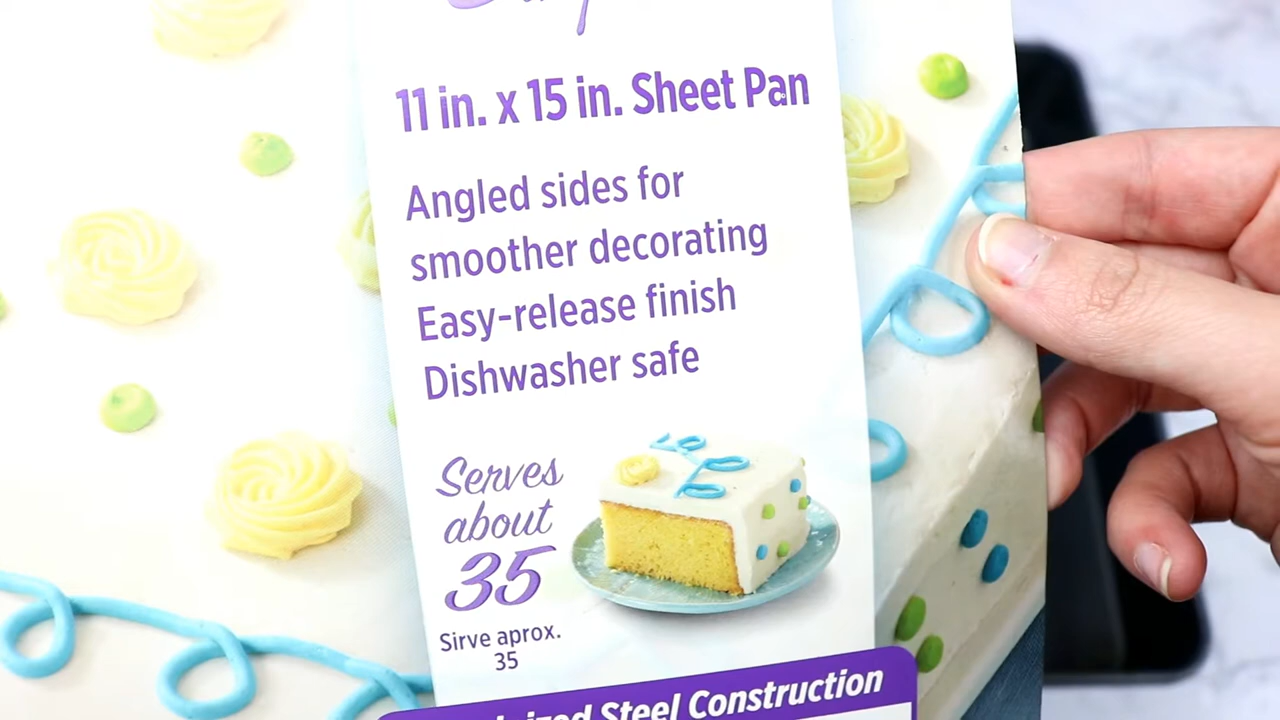 11 in. x 15 in. Sheet Pan
Angled sides for
smoother decorating
Easy-release finish
Dishwasher safe
Serves
about
35
Sirve aprox.
35
Steel Construction